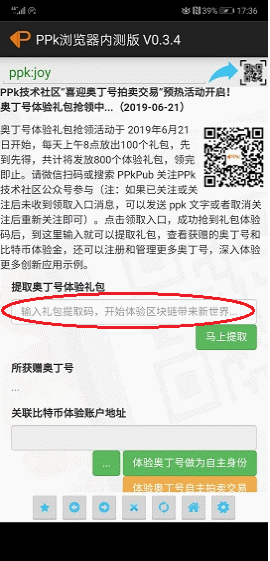 4G 39% 17:36
PPk浏览器内测版 V0.3.4
ppk:joy
PPk技术社区“喜迎奥丁号拍卖交易”预热活动开启！
奥丁号体验礼包抢领中...（2019-06-21）
奥丁号体验礼包抢领活动于 2019年6月21
日开始，每天上午8点放出100个礼包，先
到先得，共计将发放800个体验礼包，领完
即止。请微信扫码或搜索 PPkPub 关注PPk
技术社区公众号参与（注：如果已关注或关
注后未收到领取入口消息，可以发送 ppk 文字或者取消关
注后重新关注即可）。点击领取入口，成功抢到礼包体验
码后，到这里输入就可以提取礼包，查看获赠的奥丁号和
比特币体验金，还可以注册和管理更多奥丁号，深入体验
更多创新应用示例。
提取奥丁号体验礼包
输入礼包提取码，开始体验区块链带来新世界...
马上提取
所获赠奥丁号
...
关联比特币体验账户地址
... 体验奥丁号做为自主身份
体验奥丁号自主拍卖交易